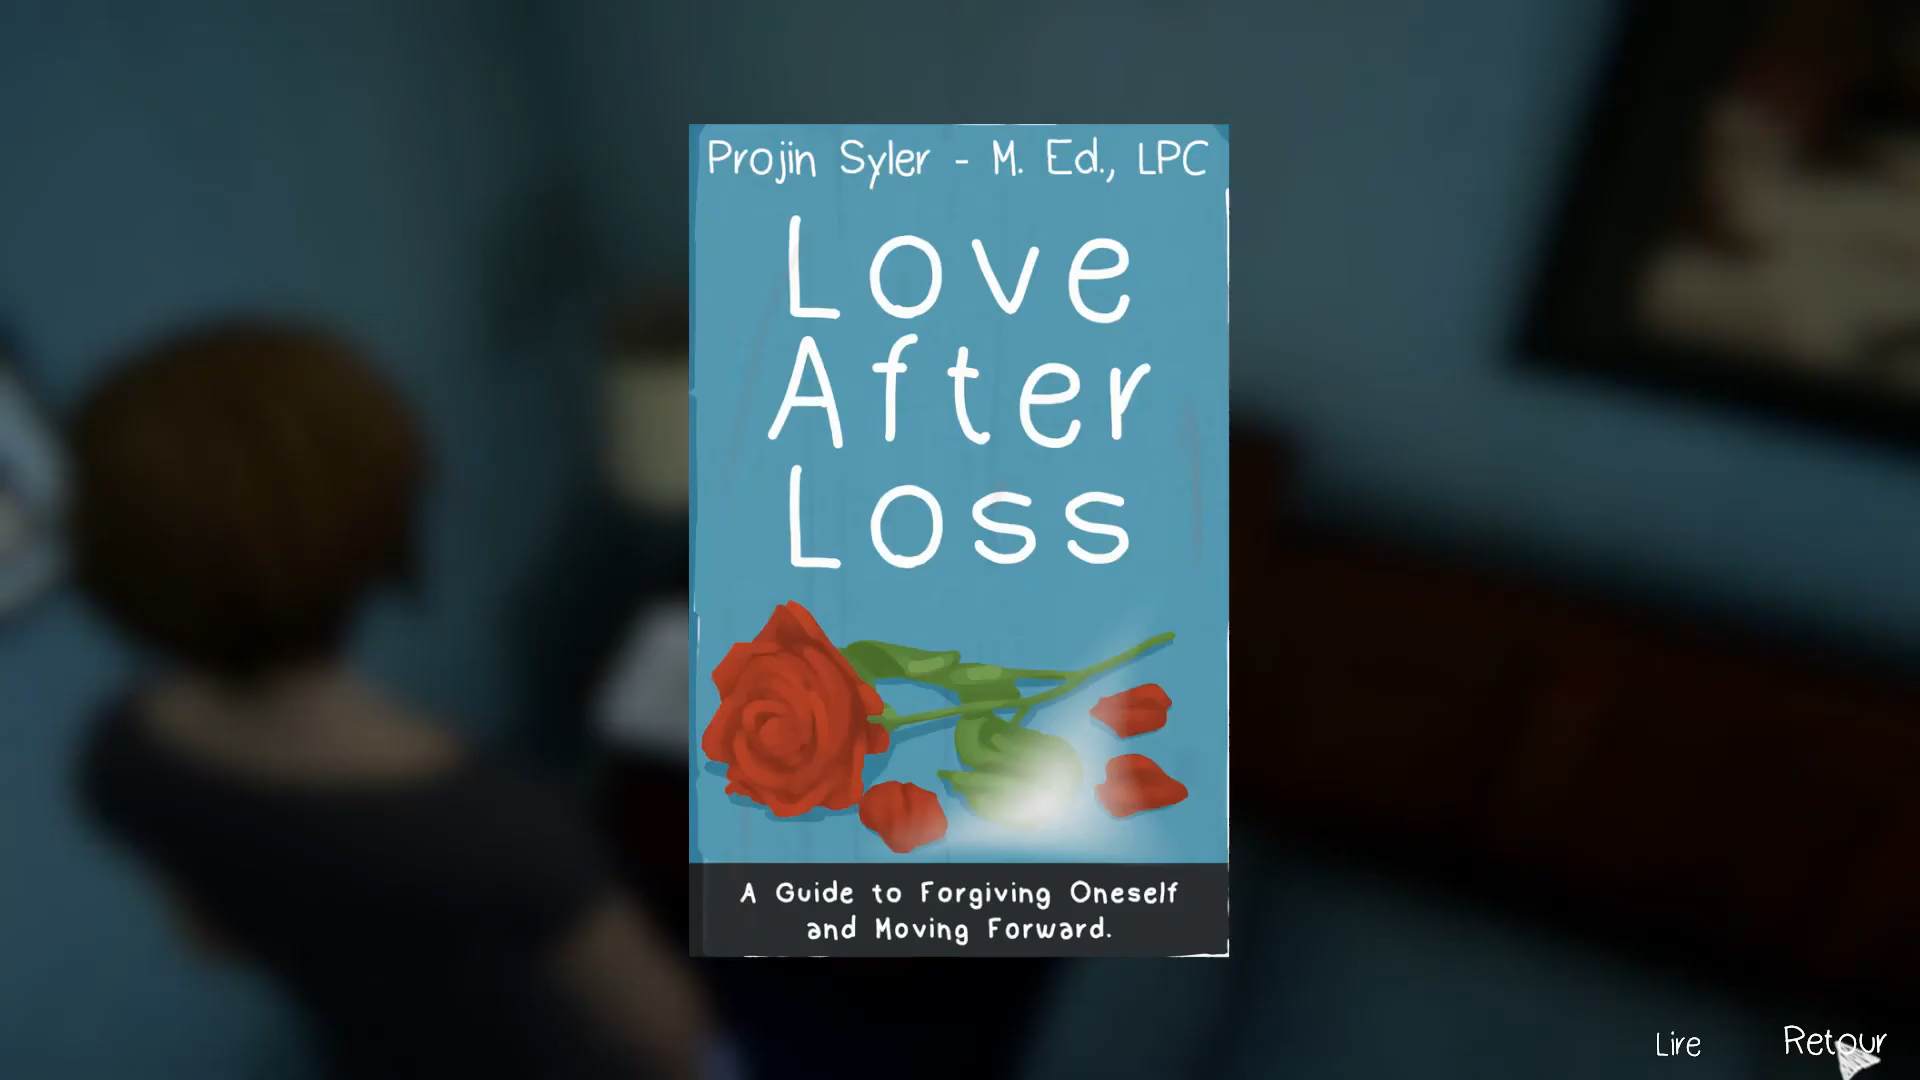 Projin Syler - M. Ed., LPC
Love
After
Loss
A Guide to Forgiving Oneself
and Moving Forward.
Lire
Retour